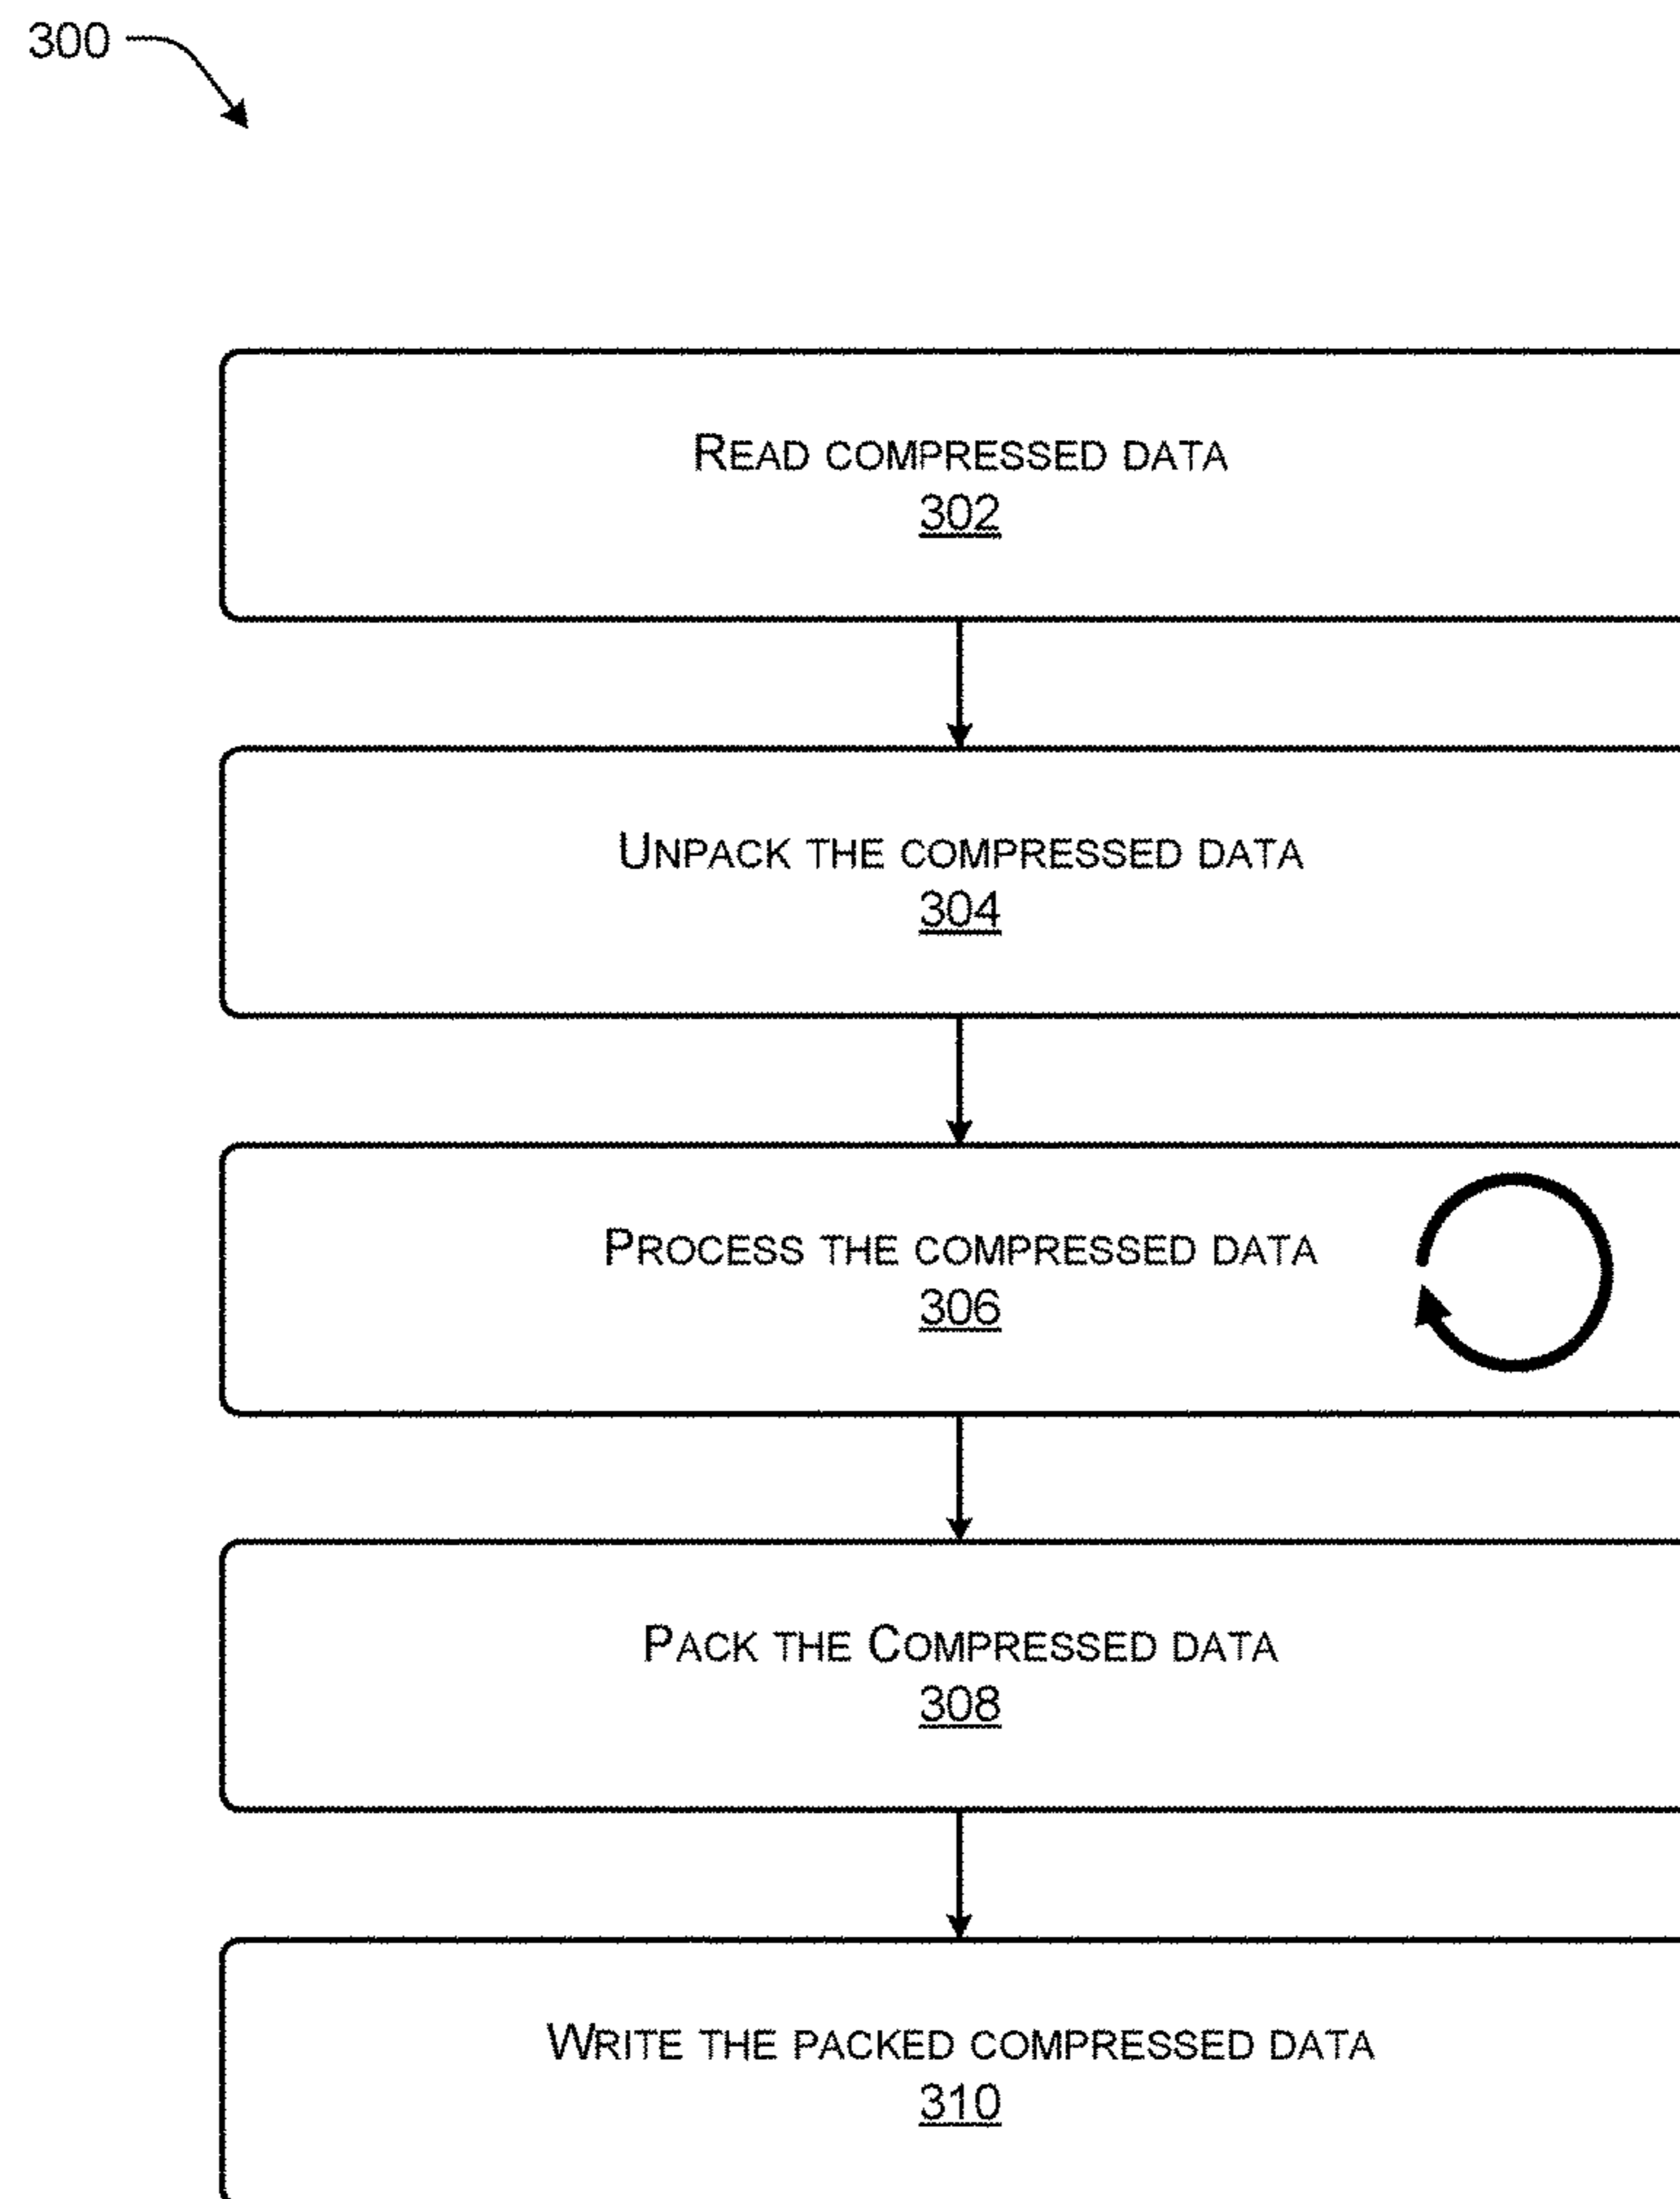 300
READ COMPRESSED DATA
302
UNPACK THE COMPRESSED DATA
304
PROCESS THE COMPRESSED DATA
306
PACK THE COMPRESSED DATA
308
WRITE THE PACKED COMPRESSED DATA
310